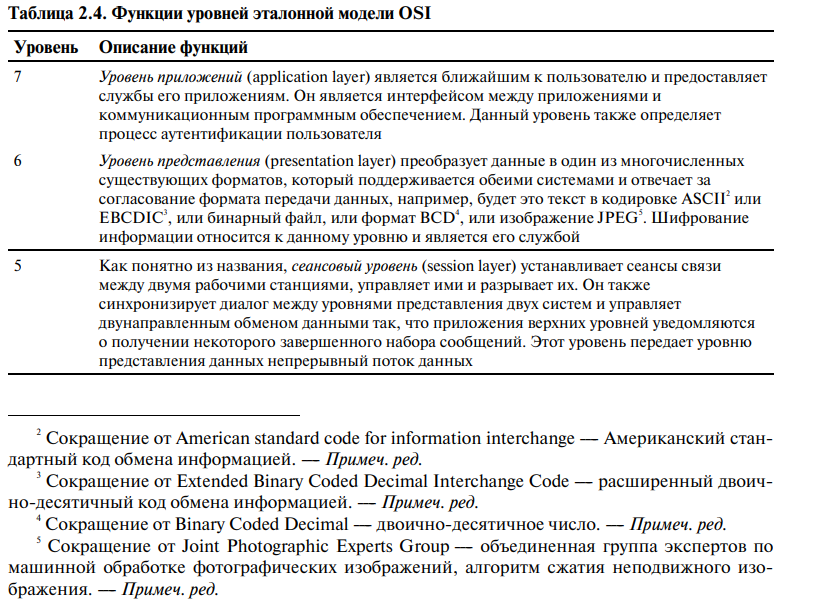 Таблица 2.4. Функции уровней эталонной модели OSI
Уровень Описание функций
7 Уровень приложений (application layer) является ближайшим к пользователю и предоставляет
службы его приложениям. Он является интерфейсом между приложениями и
коммуникационным программным обеспечением. Данный уровень также определяет
процесс аутентификации пользователя
6 Уровень представления (presentation layer) преобразует данные в один из многочисленных
существующих форматов, который поддерживается обеими системами и отвечает за
согласование формата передачи данных, например, будет это текст в кодировке ASCII² или
EBCDIC³, или бинарный файл, или формат BCD⁴, или изображение JPEG⁵. Шифрование
информации относится к данному уровню и является его службой
5 Как понятно из названия, сеансовый уровень (session layer) устанавливает сеансы связи
между двумя рабочими станциями, управляет ими и разрывает их. Он также
синхронизирует диалог между уровнями представления двух систем и управляет
двунаправленным обменом данными так, что приложения верхних уровней уведомляются
о получении некоторого завершенного набора сообщений. Этот уровень передает уровню
представления данных непрерывный поток данных
² Сокращение от American standard code for information interchange — Американский стан-
дартный код обмена информацией. — Примеч. ред.
³ Сокращение от Extended Binary Coded Decimal Interchange Code — расширенный двоич-
но-десятичный код обмена информацией. — Примеч. ред.
⁴ Сокращение от Binary Coded Decimal — двоично-десятичное число. — Примеч. ред.
⁵ Сокращение от Joint Photographic Experts Group — объединенная группа экспертов по
машинной обработке фотографических изображений, алгоритм сжатия неподвижного изо-
бражения. — Примеч. ред.